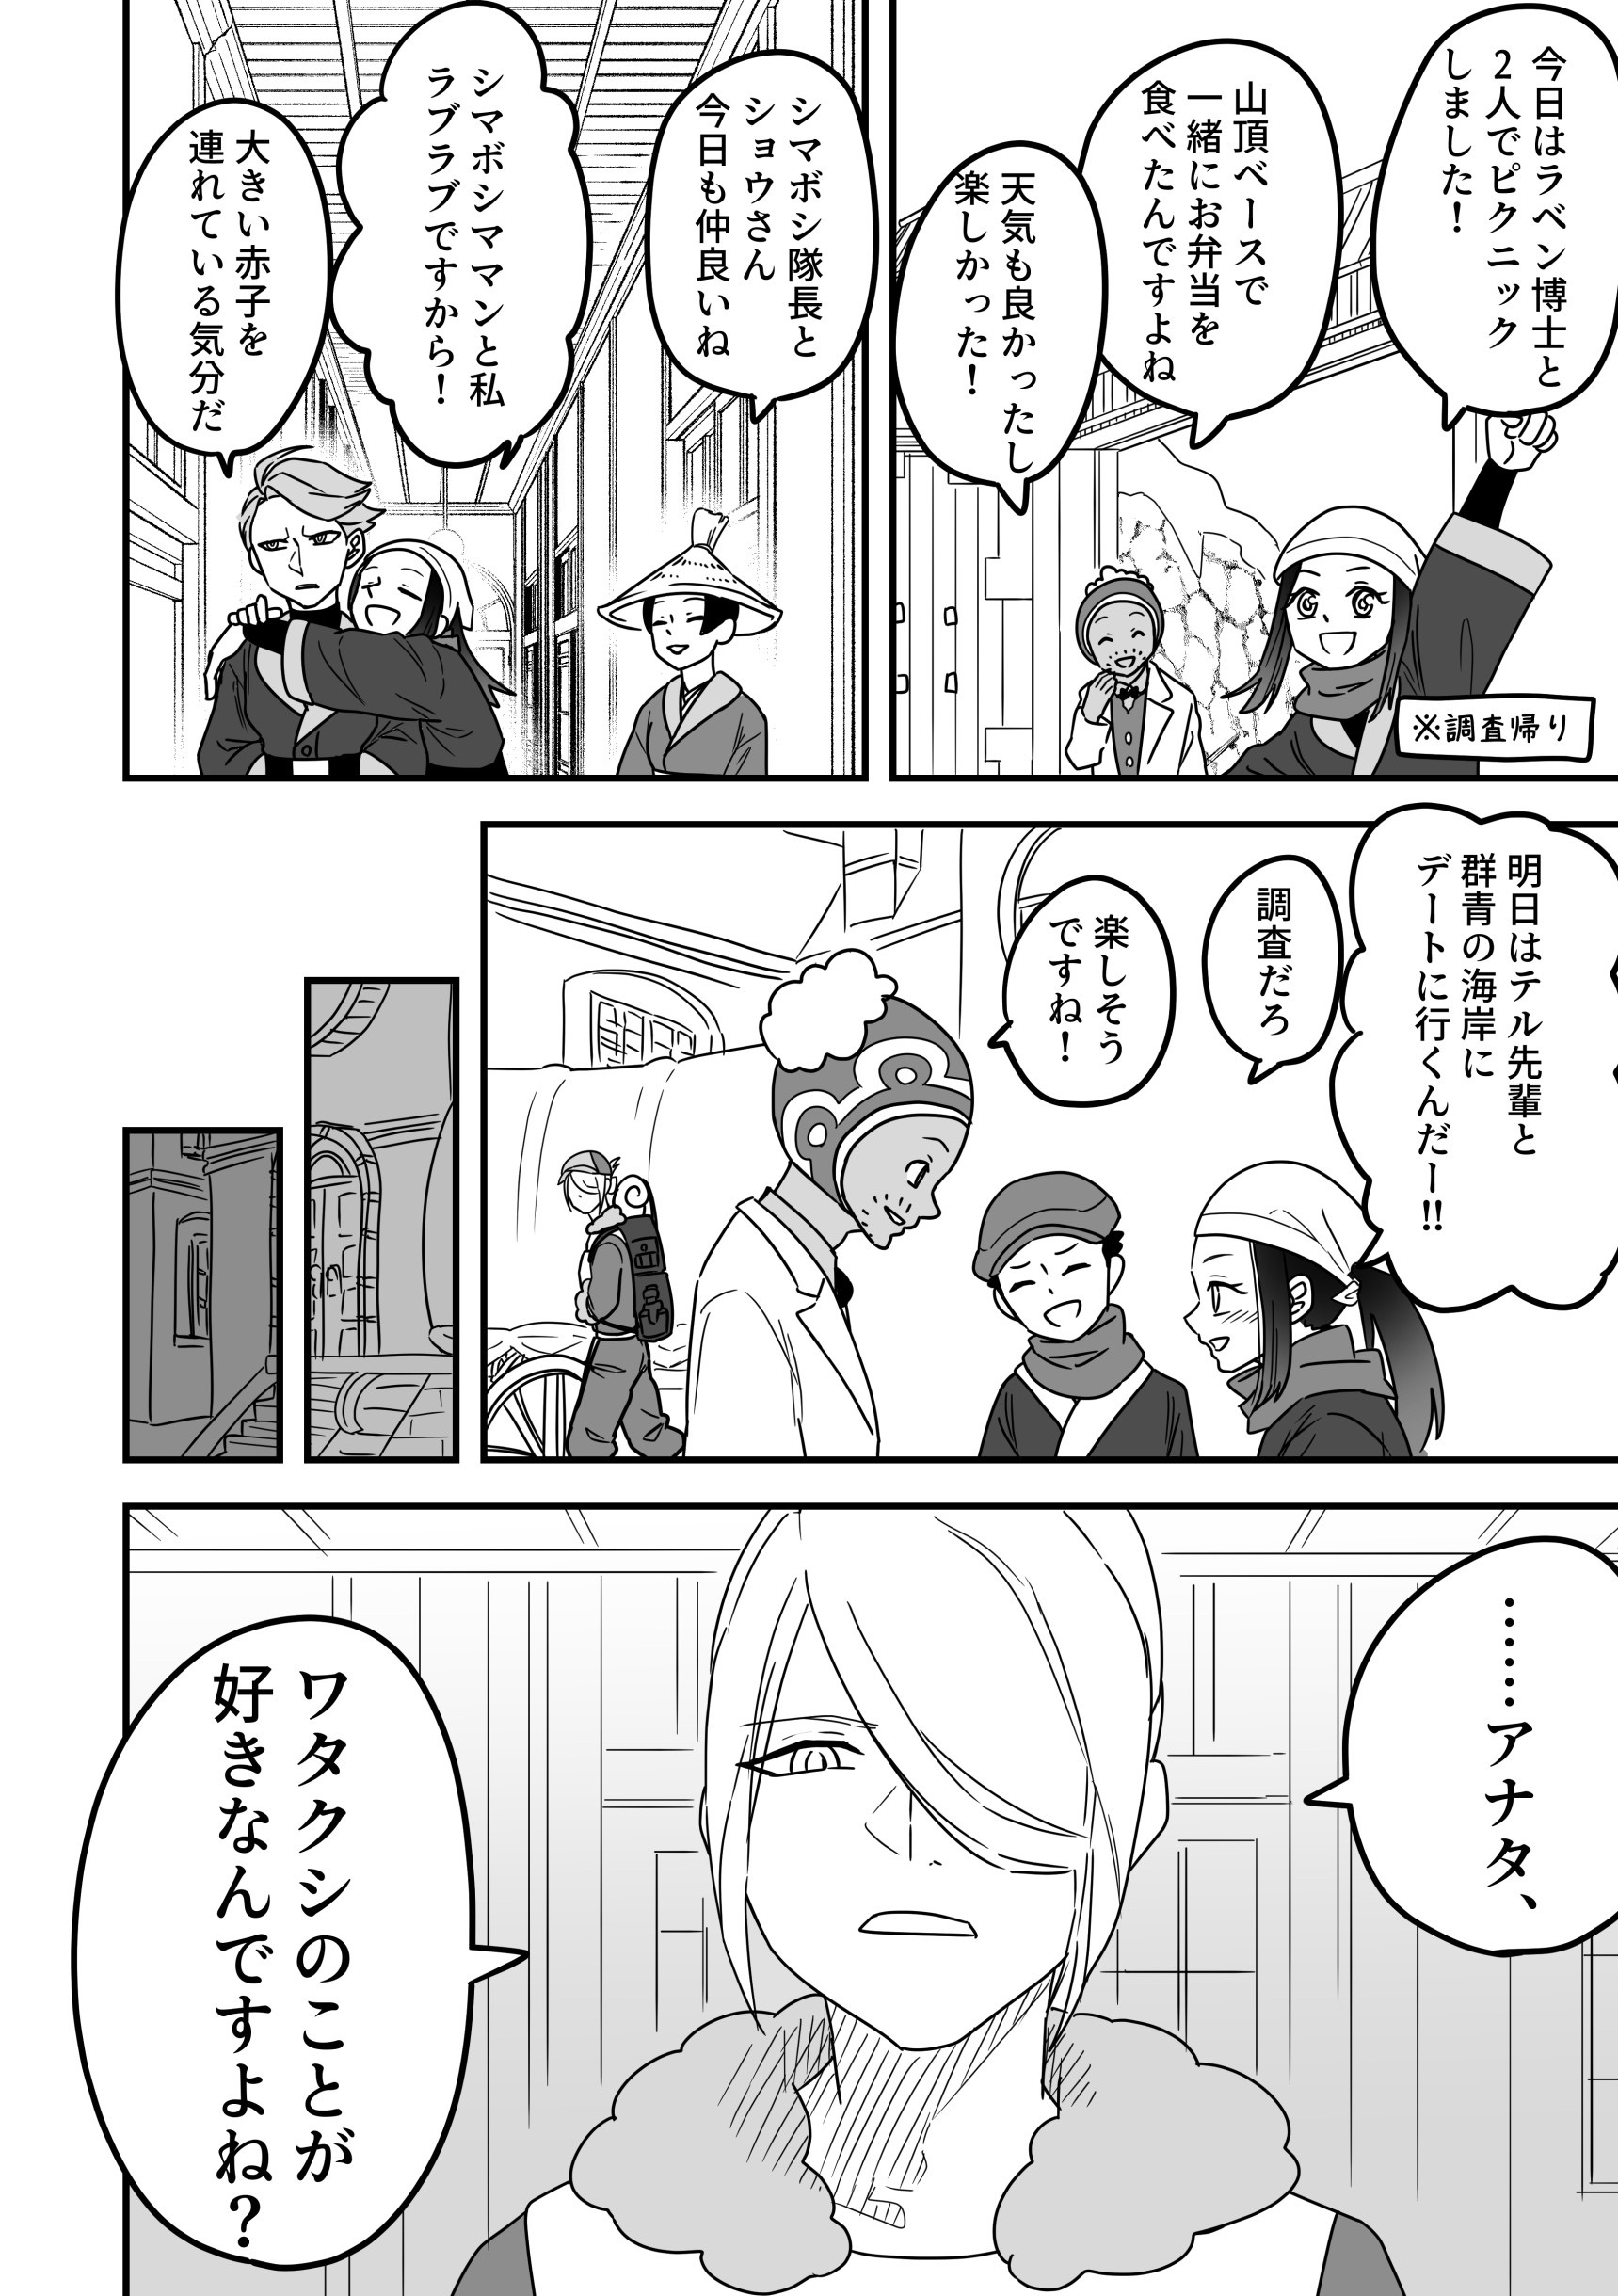 今日はラベン博士と
2人でピクニック
しました！
山頂ベースで
一緒にお弁当を
食べたんですよね
天気も良かったし
楽しかった！
※調査帰り
シマボシ隊長と
ショウさん
今日も仲良いね
シマボシママンと私
ラブラブですから！
大きい赤子を
連れている気分だ
明日はテル先輩と
群青の海岸に
デートに行くんだー!!
調査だろ
楽しそう
ですね！
……アナタ、
ワタクシのことが
好きなんですよね？